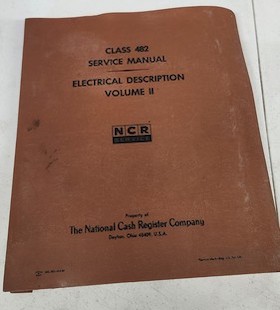 CLASS 482
SERVICE MANUAL
ELECTRICAL DESCRIPTION
VOLUME II
NCR
SERVICE
Property of
The National Cash Register Company
Dayton, Ohio 45409, U.S.A.